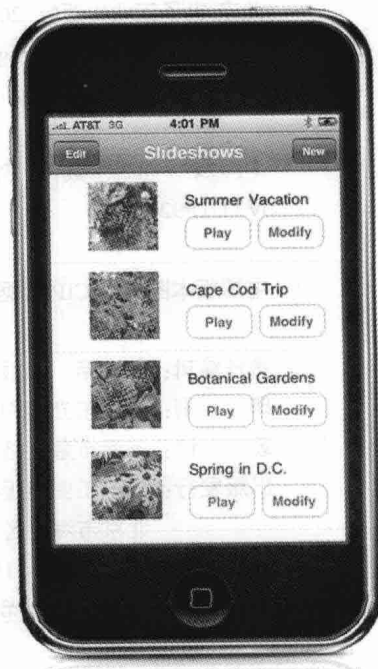 AT&T 3G 4:01 PM
Edit Slideshows New
Summer Vacation
Play Modify
Cape Cod Trip
Play Modify
Botanical Gardens
Play Modify
Spring in D.C.
Play Modify